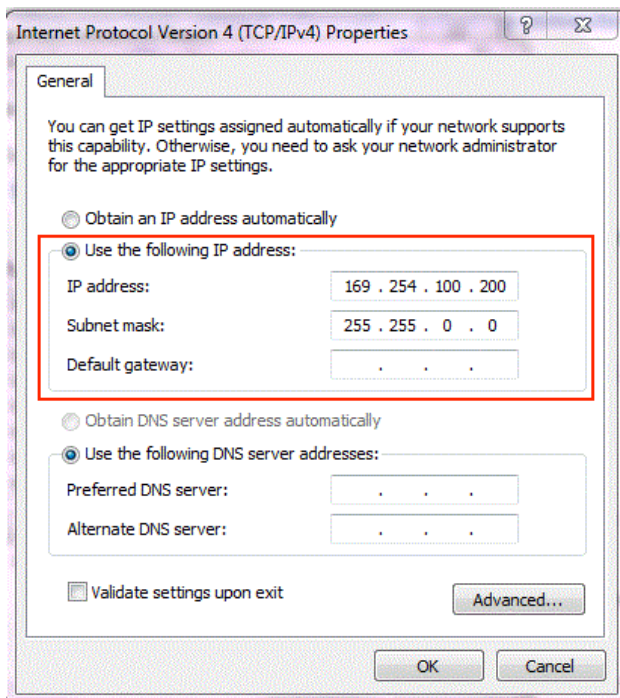 Internet Protocol Version 4 (TCP/IPv4) Properties
General
You can get IP settings assigned automatically if your network supports
this capability. Otherwise, you need to ask your network administrator
for the appropriate IP settings.
Obtain an IP address automatically
Use the following IP address:
IP address: 169 . 254 . 100 . 200
Subnet mask: 255 . 255 . 0 . 0
Default gateway: . . .
Obtain DNS server address automatically
Use the following DNS server addresses:
Preferred DNS server: . . .
Alternate DNS server: . . .
Validate settings upon exit
Advanced...
OK Cancel